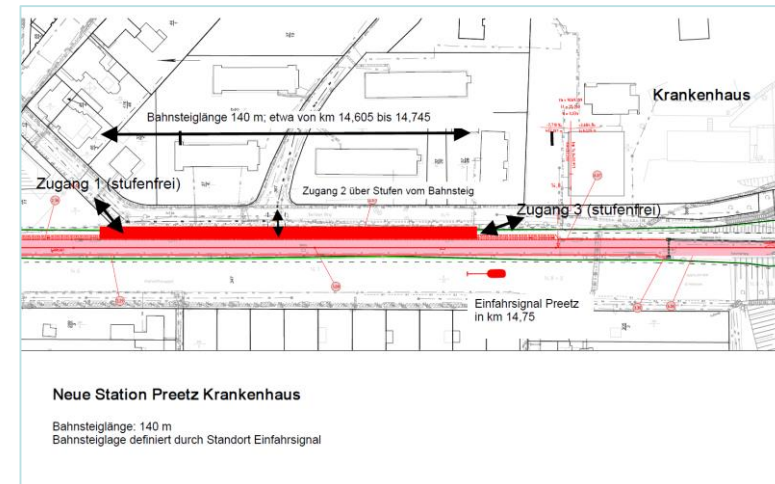 Krankenhaus
Bahnsteiglänge 140 m; etwa von km 14,605 bis 14,745
Zugang 1 (stufenfrei)
Zugang 2 über Stufen vom Bahnsteig
Zugang 3 (stufenfrei)
Einfahrsignal Preetz
in km 14,75
Neue Station Preetz Krankenhaus
Bahnsteiglänge: 140 m
Bahnsteiglage definiert durch Standort Einfahrsignal